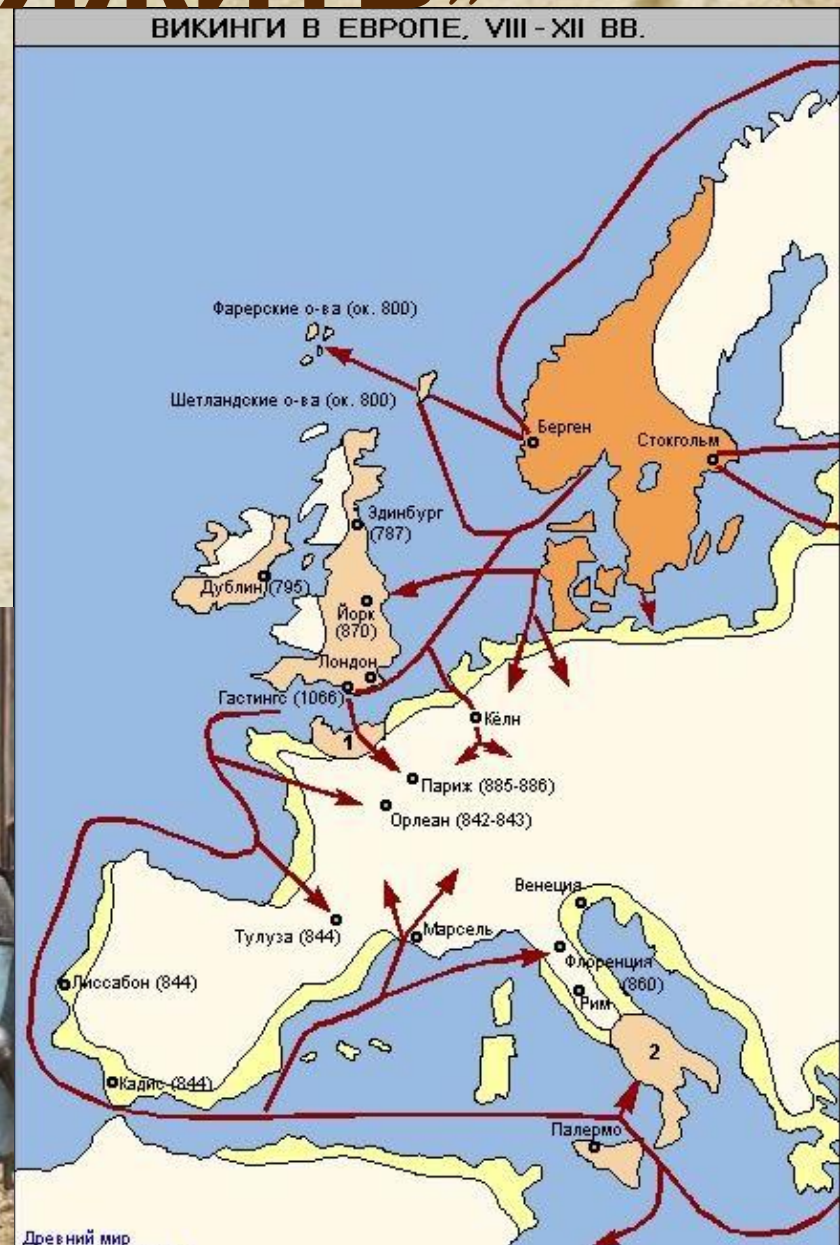 ВИКИНГИ В ЕВРОПЕ, VIII - XII ВВ.
Фарерские о-ва (ок. 800)
Шетландские о-ва (ок. 800)
Берген
Стокгольм
Эдинбург
(787)
Дублин (795)
Йорк
(870)
Лондон
Гастингс (1066)
Кёлн
1
Париж (885-886)
Орлеан (842-843)
Венеция
Тулуза (844)
Марсель
Флоренция
(860)
Лиссабон (844)
Рим
2
Кадис (844)
Палермо
Древний мир